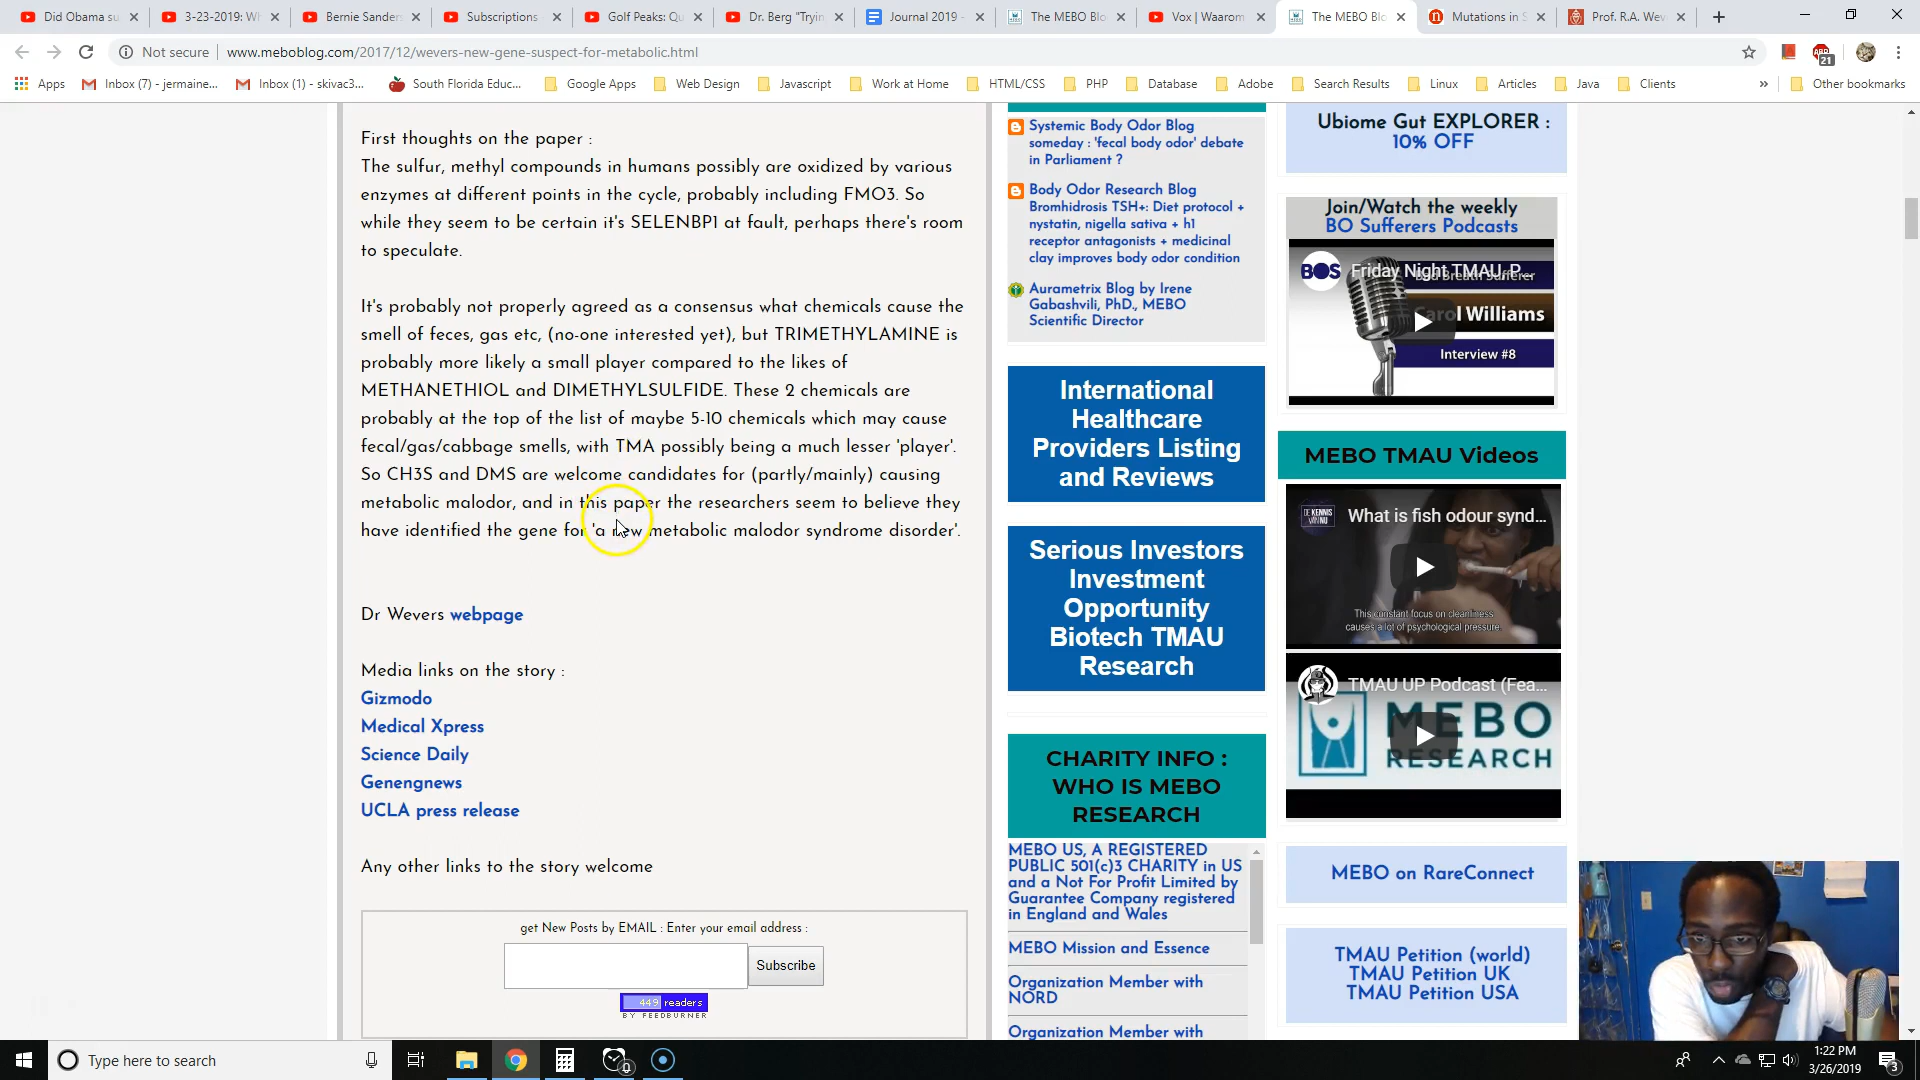 Did Obama su
3-23-2019: Wh
Bernie Sanders
Subscriptions
Golf Peaks: Qu
Dr. Berg "Tryin
Journal 2019 -
The MEBO Blo
Vox | Waarom
The MEBO Blo
Mutations in S
Prof. R.A. Wev
Not secure
www.meboblog.com/2017/12/wevers-new-gene-suspect-for-metabolic.html
21
Apps
Inbox (7) - jermaine...
Inbox (1) - skivac3...
South Florida Educ...
Google Apps
Web Design
Javascript
Work at Home
HTML/CSS
PHP
Database
Adobe
Search Results
Linux
Articles
Java
Clients
»
Other bookmarks
First thoughts on the paper :
The sulfur, methyl compounds in humans possibly are oxidized by various
enzymes at different points in the cycle, probably including FMO3. So
while they seem to be certain it's SELENBP1 at fault, perhaps there's room
to speculate.
It's probably not properly agreed as a consensus what chemicals cause the
smell of feces, gas etc, (no-one interested yet), but TRIMETHYLAMINE is
probably more likely a small player compared to the likes of
METHANETHIOL and DIMETHYLSULFIDE. These 2 chemicals are
probably at the top of the list of maybe 5-10 chemicals which may cause
fecal/gas/cabbage smells, with TMA possibly being a much lesser 'player'.
So CH3S and DMS are welcome candidates for (partly/mainly) causing
metabolic malodor, and in this paper the researchers seem to believe they
have identified the gene for 'a new metabolic malodor syndrome disorder'.
Dr Wevers webpage
Media links on the story :
Gizmodo
Medical Xpress
Science Daily
Genengnews
UCLA press release
Any other links to the story welcome
get New Posts by EMAIL : Enter your email address :
Subscribe
449 readers
BY FEEDBURNER
Systemic Body Odor Blog
someday : 'fecal body odor' debate
in Parliament ?
Body Odor Research Blog
Bromhidrosis TSH+: Diet protocol +
nystatin, nigella sativa + h1
receptor antagonists + medicinal
clay improves body odor condition
Aurametrix Blog by Irene
Gabashvili, PhD., MEBO
Scientific Director
International
Healthcare
Providers Listing
and Reviews
Serious Investors
Investment
Opportunity
Biotech TMAU
Research
CHARITY INFO :
WHO IS MEBO
RESEARCH
MEBO US, A REGISTERED
PUBLIC 501(c)3 CHARITY in US
and a Not For Profit Limited by
Guarantee Company registered
in England and Wales
MEBO Mission and Essence
Organization Member with
NORD
Organization Member with
Ubiome Gut EXPLORER :
10% OFF
Join/Watch the weekly
BO Sufferers Podcasts
BOS
Friday Night TMAU P...
Bad Breath Sufferer
Carol Williams
Interview #8
MEBO TMAU Videos
DE KENNIS
VAN NU
What is fish odour synd...
This constant focus on cleanliness
causes a lot of psychological pressure.
TMAU UP Podcast (Fea...
MEBO
RESEARCH
MEBO on RareConnect
TMAU Petition (world)
TMAU Petition UK
TMAU Petition USA
Type here to search
0
1:22 PM
3/26/2019
3